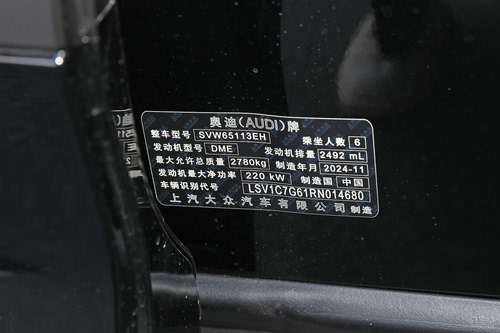 奥迪(AUDI)牌
整车型号 SVW65113EH 乘坐人数 6
发动机型号 DME 发动机排量 2492 mL
最大允许总质量 2780kg 制造年月 2024-11
发动机最大净功率 220 kW 制造国 中国
车辆识别代号 LSV1C7G61RN014680
上汽大众汽车有限公司 制造